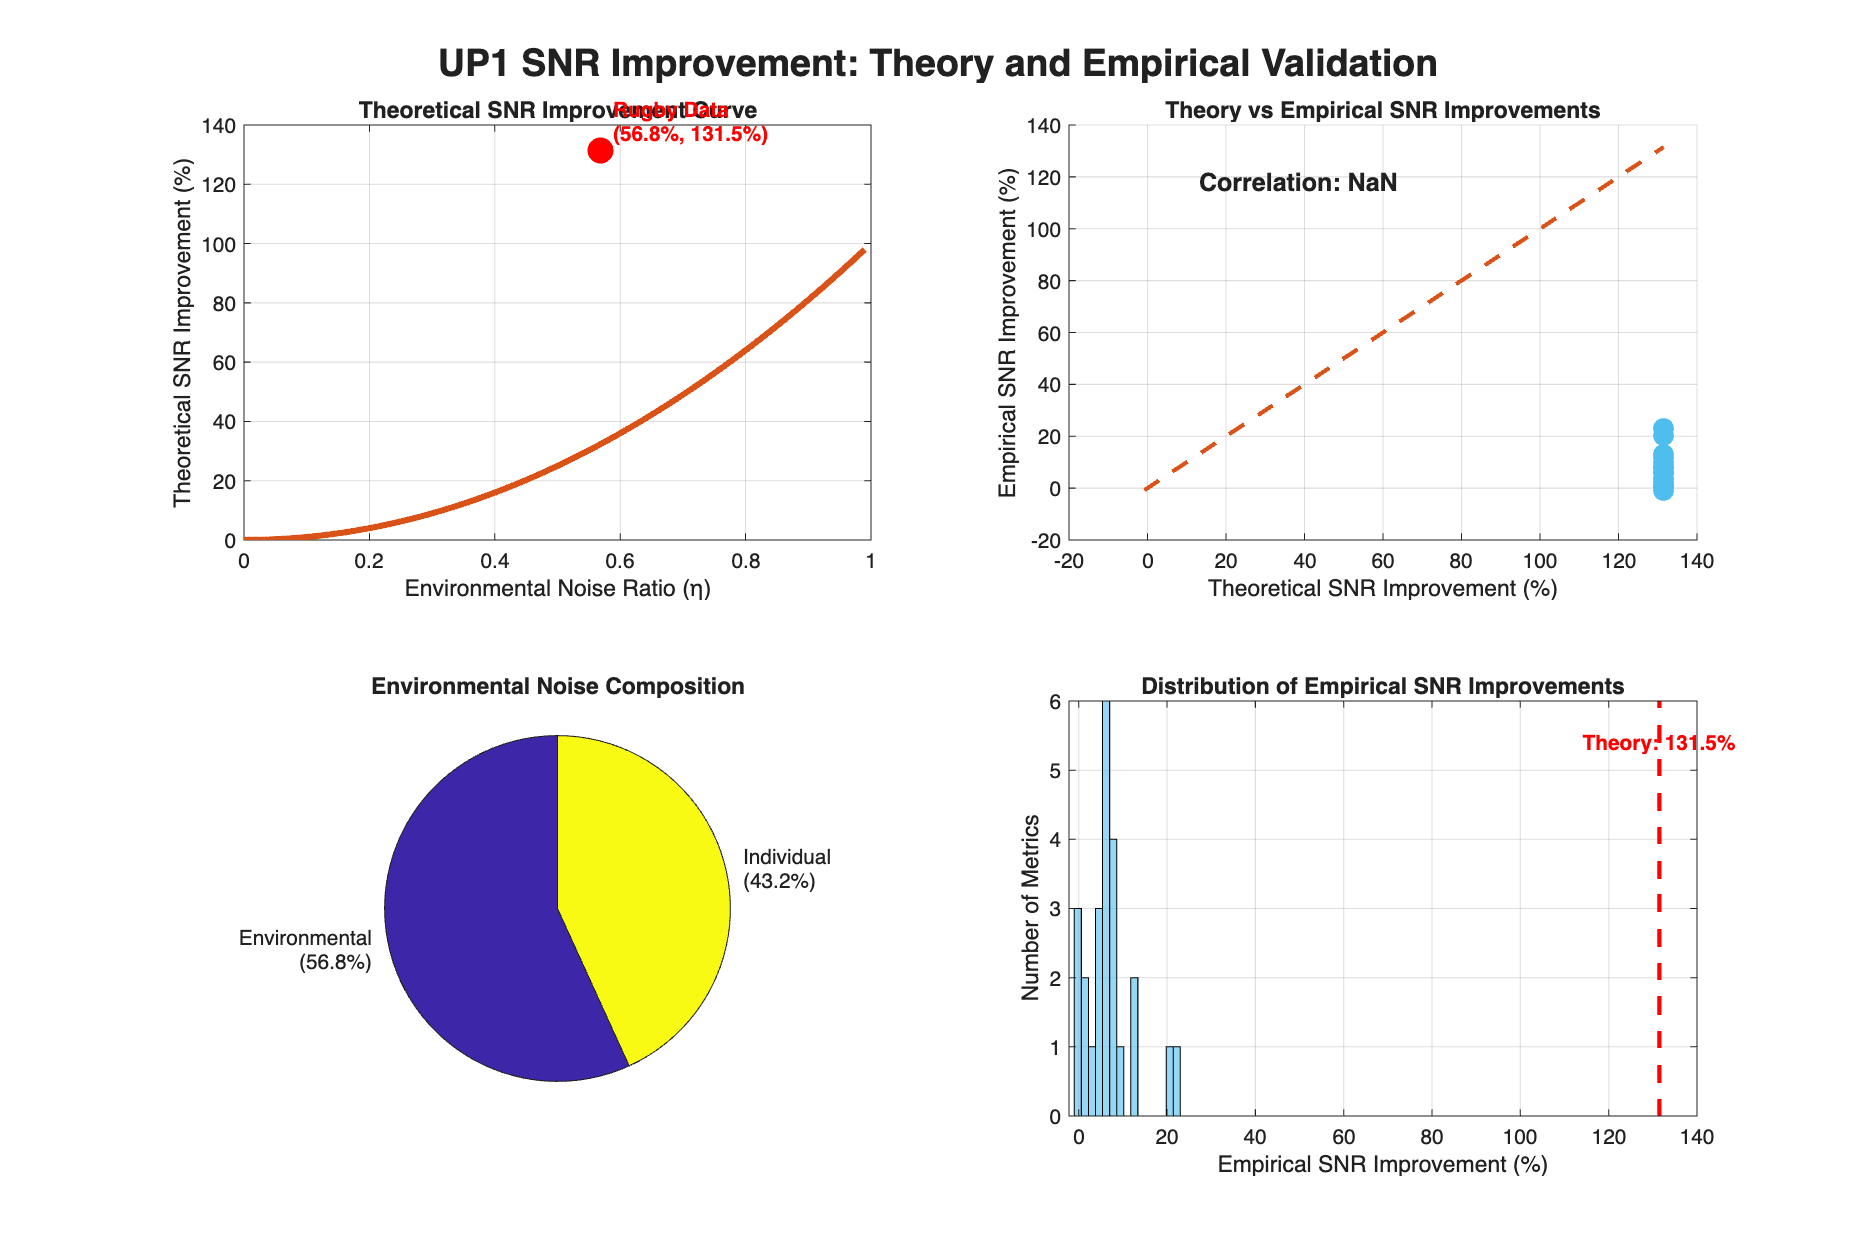 UP1 SNR Improvement: Theory and Empirical Validation
Theoretical SNR Improvement Curve
Rugby Data
(56.8%, 131.5%)
140
120
100
80
60
40
20
0
Theoretical SNR Improvement (%)
0 0.2 0.4 0.6 0.8 1
Environmental Noise Ratio (η)
Theory vs Empirical SNR Improvements
Correlation: NaN
140
120
100
80
60
40
20
0
-20
Empirical SNR Improvement (%)
-20 0 20 40 60 80 100 120 140
Theoretical SNR Improvement (%)
Environmental Noise Composition
Individual
(43.2%)
Environmental
(56.8%)
Distribution of Empirical SNR Improvements
Theory: 131.5%
6
5
4
3
2
1
0
Number of Metrics
0 20 40 60 80 100 120 140
Empirical SNR Improvement (%)